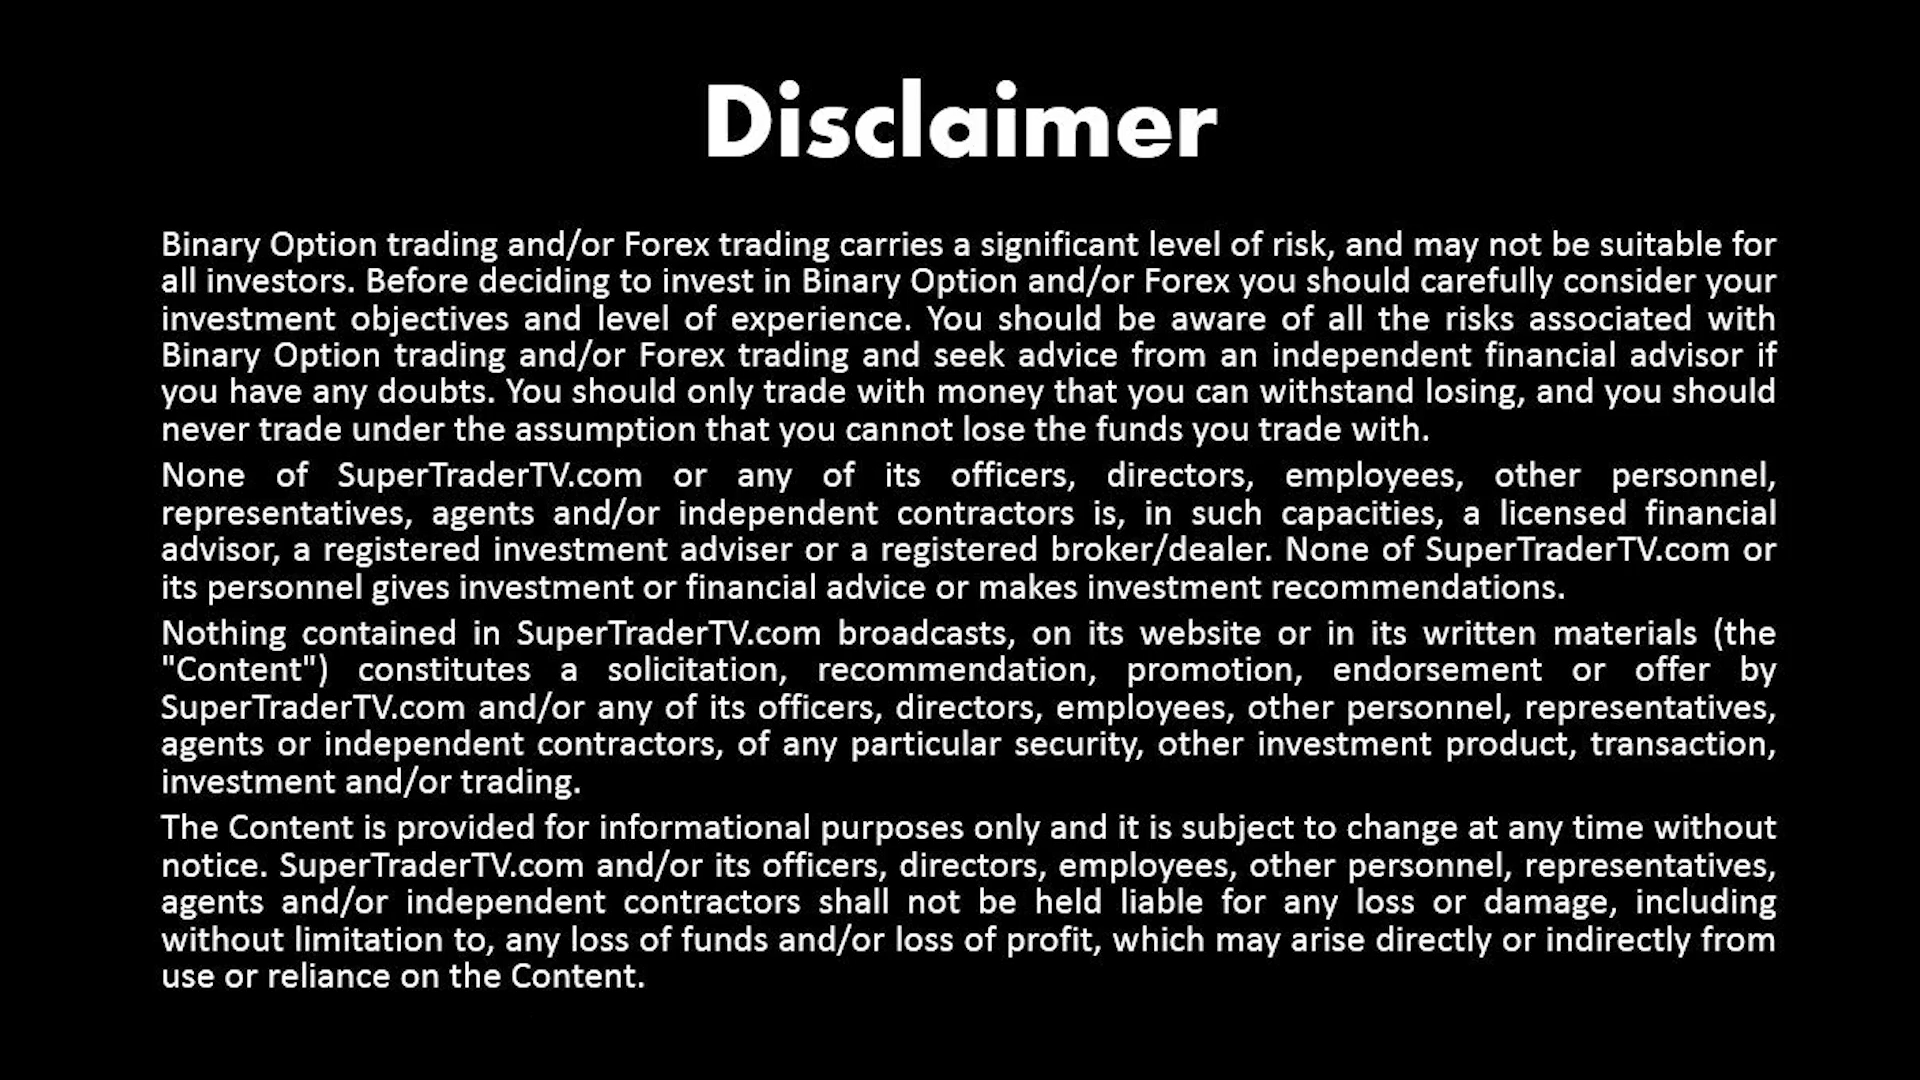 Disclaimer
Binary Option trading and/or Forex trading carries a significant level of risk, and may not be suitable for
all investors. Before deciding to invest in Binary Option and/or Forex you should carefully consider your
investment objectives and level of experience. You should be aware of all the risks associated with
Binary Option trading and/or Forex trading and seek advice from an independent financial advisor if
you have any doubts. You should only trade with money that you can withstand losing, and you should
never trade under the assumption that you cannot lose the funds you trade with.
None of SuperTraderTV.com or any of its officers, directors, employees, other personnel,
representatives, agents and/or independent contractors is, in such capacities, a licensed financial
advisor, a registered investment adviser or a registered broker/dealer. None of SuperTraderTV.com or
its personnel gives investment or financial advice or makes investment recommendations.
Nothing contained in SuperTraderTV.com broadcasts, on its website or in its written materials (the
"Content") constitutes a solicitation, recommendation, promotion, endorsement or offer by
SuperTraderTV.com and/or any of its officers, directors, employees, other personnel, representatives,
agents or independent contractors, of any particular security, other investment product, transaction,
investment and/or trading.
The Content is provided for informational purposes only and it is subject to change at any time without
notice. SuperTraderTV.com and/or its officers, directors, employees, other personnel, representatives,
agents and/or independent contractors shall not be held liable for any loss or damage, including
without limitation to, any loss of funds and/or loss of profit, which may arise directly or indirectly from
use or reliance on the Content.